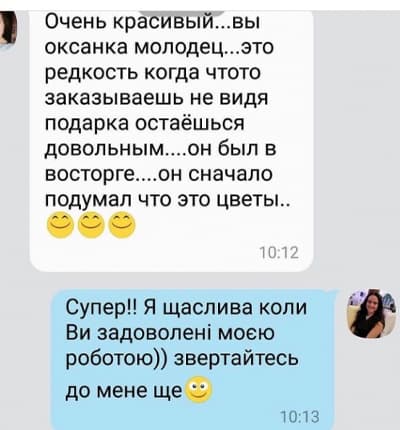 Очень красивый...вы
оксанка молодец...это
редкость когда чтото
заказываешь не видя
подарка остаёшься
довольным....он был в
восторге....он сначало
подумал что это цветы..
😊😊😊
10:12
Супер!! Я щаслива коли
Ви задоволені моєю
роботою)) звертайтесь
до мене ще🙂
10:13